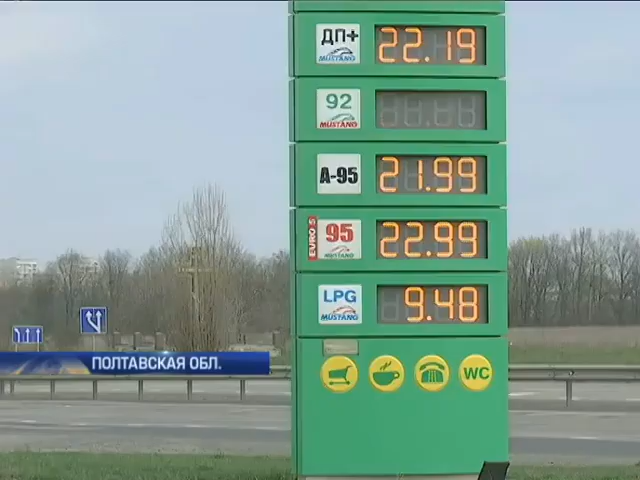 ДП+
MUSTANG
22.19
92
MUSTANG
А-95
21.99
EURO 5
95
MUSTANG
22.99
LPG
MUSTANG
9.48
WC
ПОЛТАВСКАЯ ОБЛ.